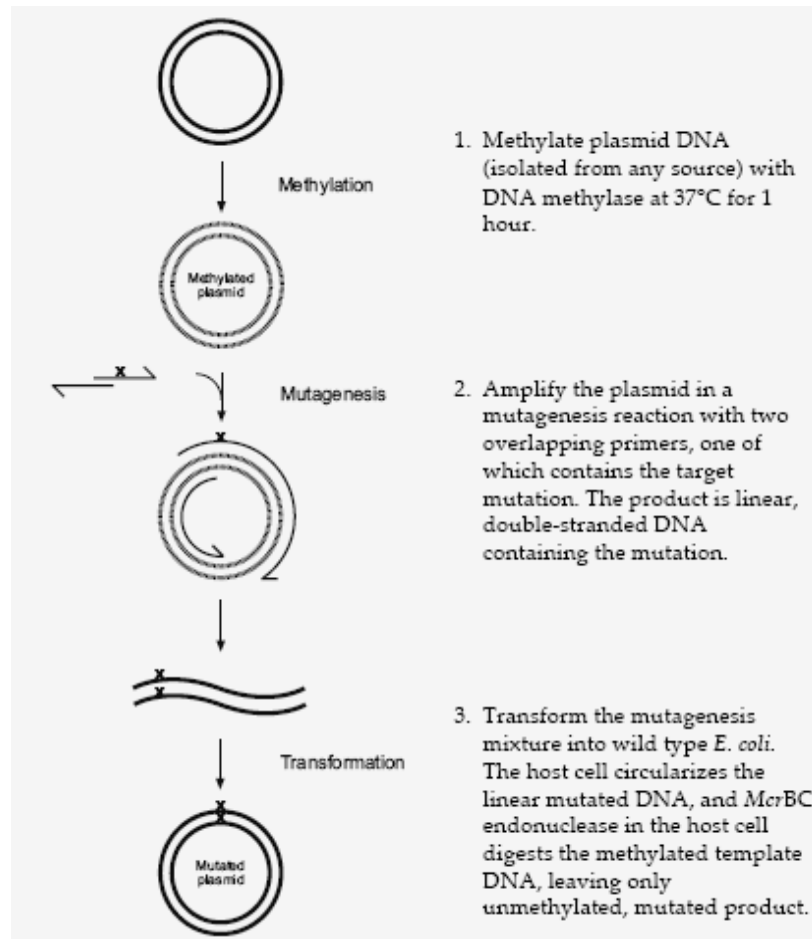 1. Methylate plasmid DNA
(isolated from any source) with
DNA methylase at 37°C for 1
hour.
Methylation
Methylated
plasmid
x
Mutagenesis
2. Amplify the plasmid in a
mutagenesis reaction with two
overlapping primers, one of
which contains the target
mutation. The product is linear,
double-stranded DNA
containing the mutation.
x
x
x
3. Transform the mutagenesis
mixture into wild type E. coli.
The host cell circularizes the
linear mutated DNA, and McrBC
endonuclease in the host cell
digests the methylated template
DNA, leaving only
unmethylated, mutated product.
Transformation
x
x
Mutated
plasmid